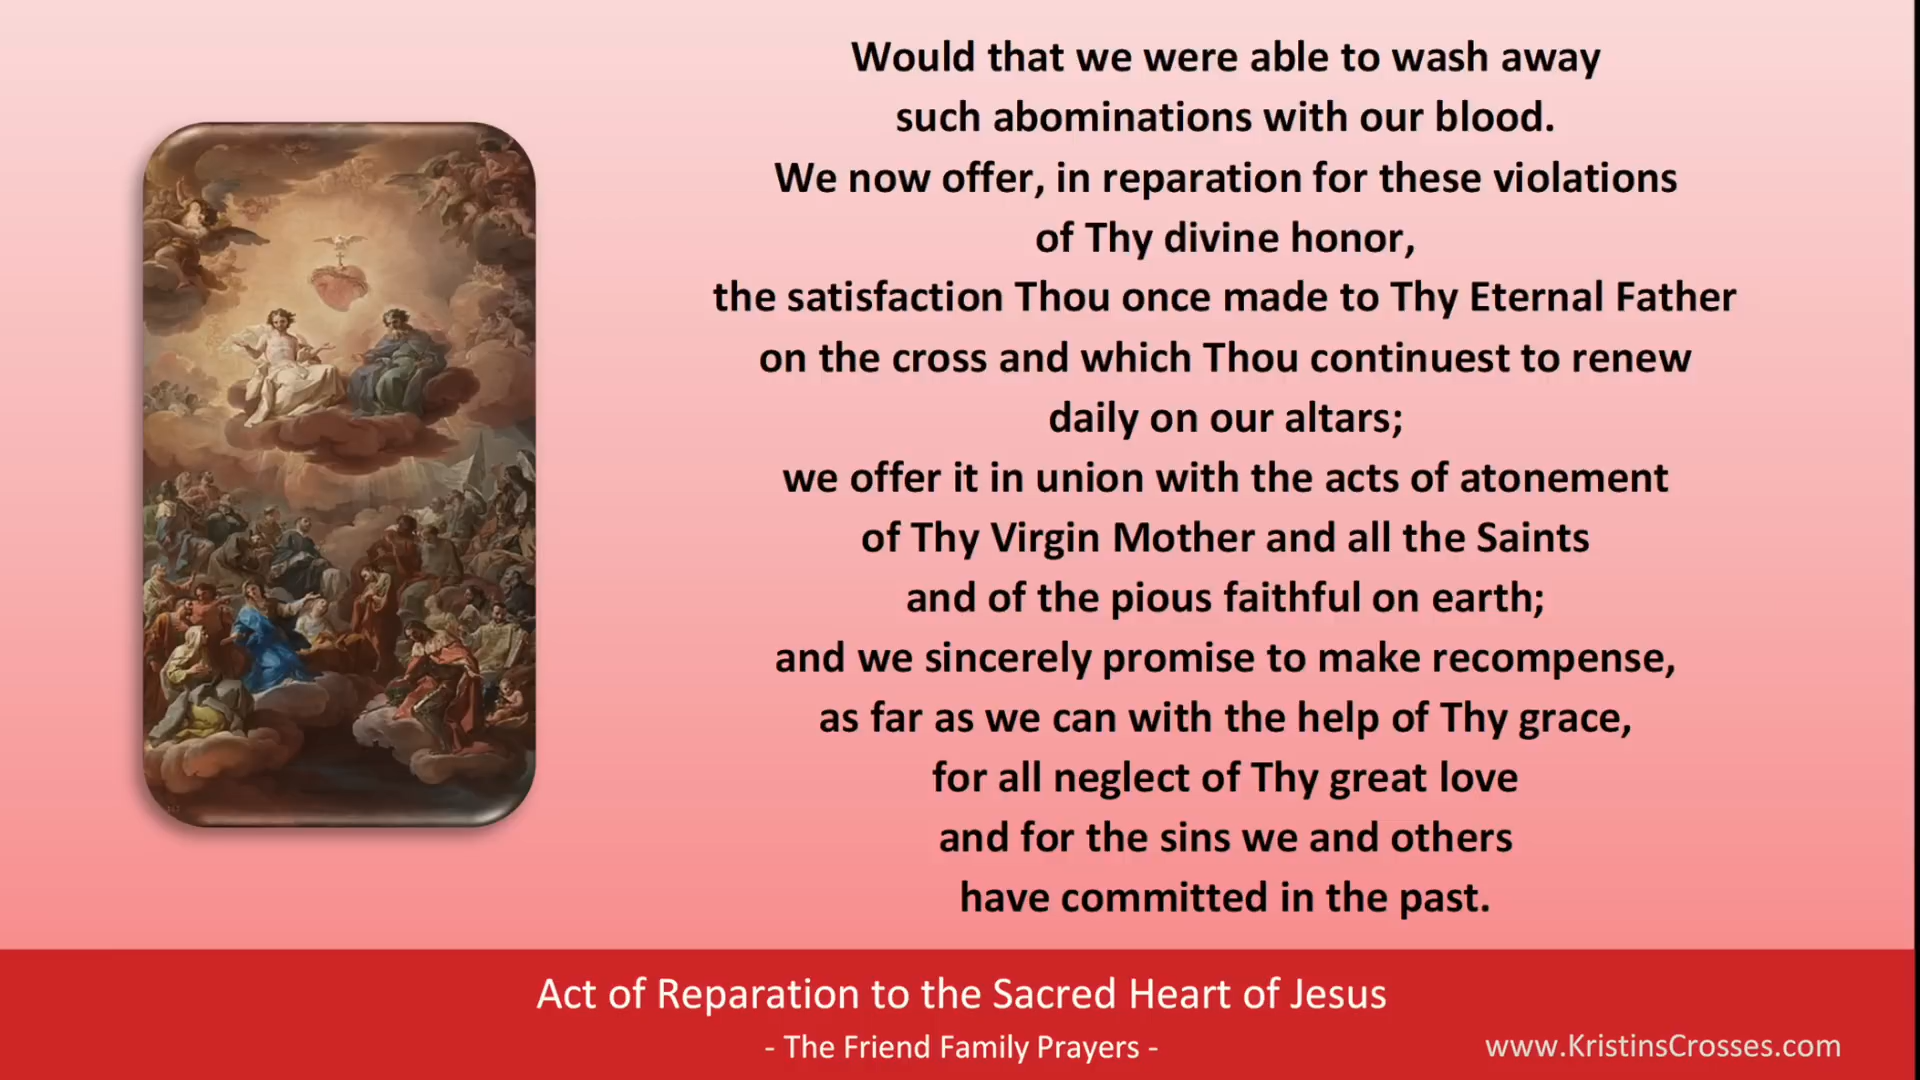 Would that we were able to wash away
such abominations with our blood.
We now offer, in reparation for these violations
of Thy divine honor,
the satisfaction Thou once made to Thy Eternal Father
on the cross and which Thou continuest to renew
daily on our altars;
we offer it in union with the acts of atonement
of Thy Virgin Mother and all the Saints
and of the pious faithful on earth;
and we sincerely promise to make recompense,
as far as we can with the help of Thy grace,
for all neglect of Thy great love
and for the sins we and others
have committed in the past.
Act of Reparation to the Sacred Heart of Jesus
- The Friend Family Prayers -
www.KristinsCrosses.com